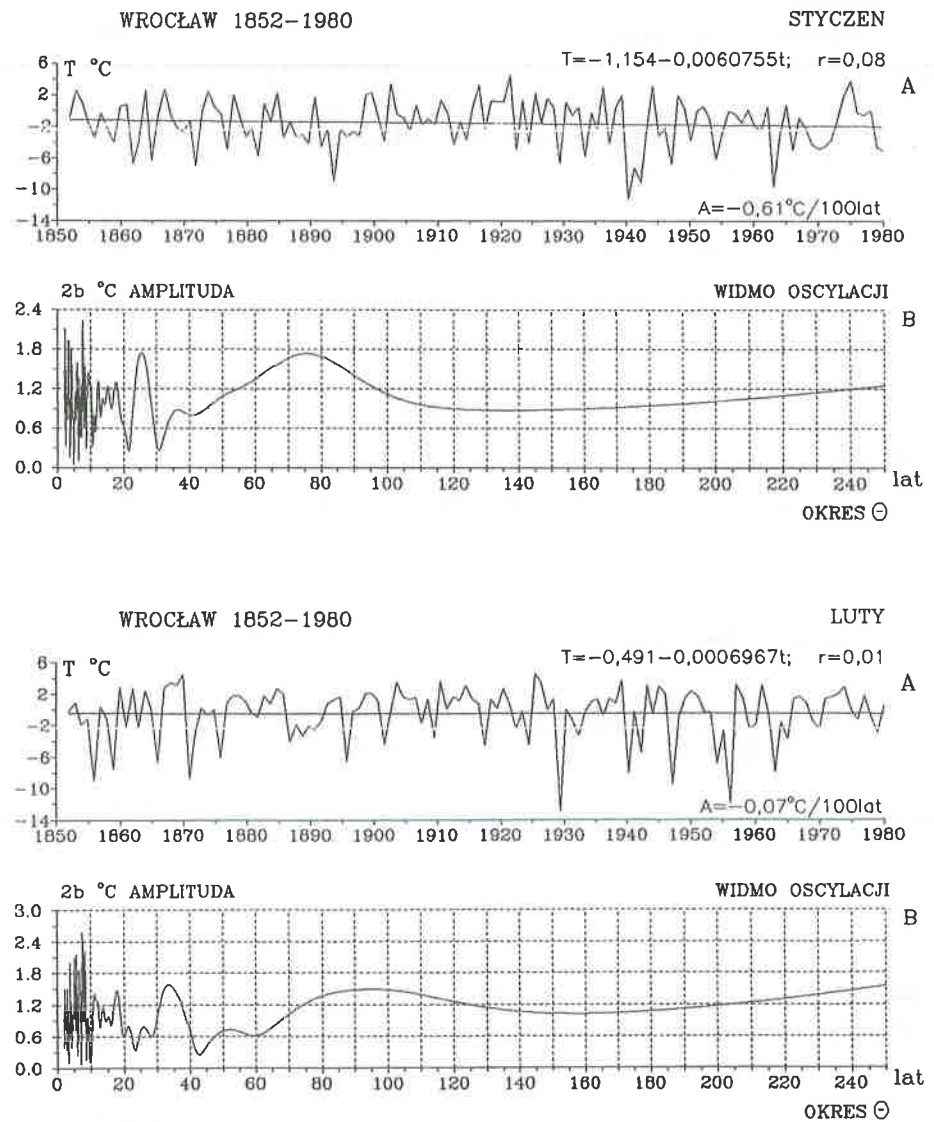 WROCŁAW 1852-1980 STYCZEN
T °C T=-1,154-0,0060755t; r=0,08 A
6
2
-2
-6
-10
-14
A=-0,61°C/100lat
1850 1860 1870 1880 1890 1900 1910 1920 1930 1940 1950 1960 1970 1980
2b °C AMPLITUDA WIDMO OSCYLACJI B
2.4
1.8
1.2
0.6
0.0
0 20 40 60 80 100 120 140 160 180 200 220 240 lat
OKRES Θ
WROCŁAW 1852-1980 LUTY
T °C T=-0,491-0,0006967t; r=0,01 A
6
2
-2
-6
-10
-14
A=-0,07°C/100lat
1850 1860 1870 1880 1890 1900 1910 1920 1930 1940 1950 1960 1970 1980
2b °C AMPLITUDA WIDMO OSCYLACJI B
3.0
2.4
1.8
1.2
0.6
0.0
0 20 40 60 80 100 120 140 160 180 200 220 240 lat
OKRES Θ